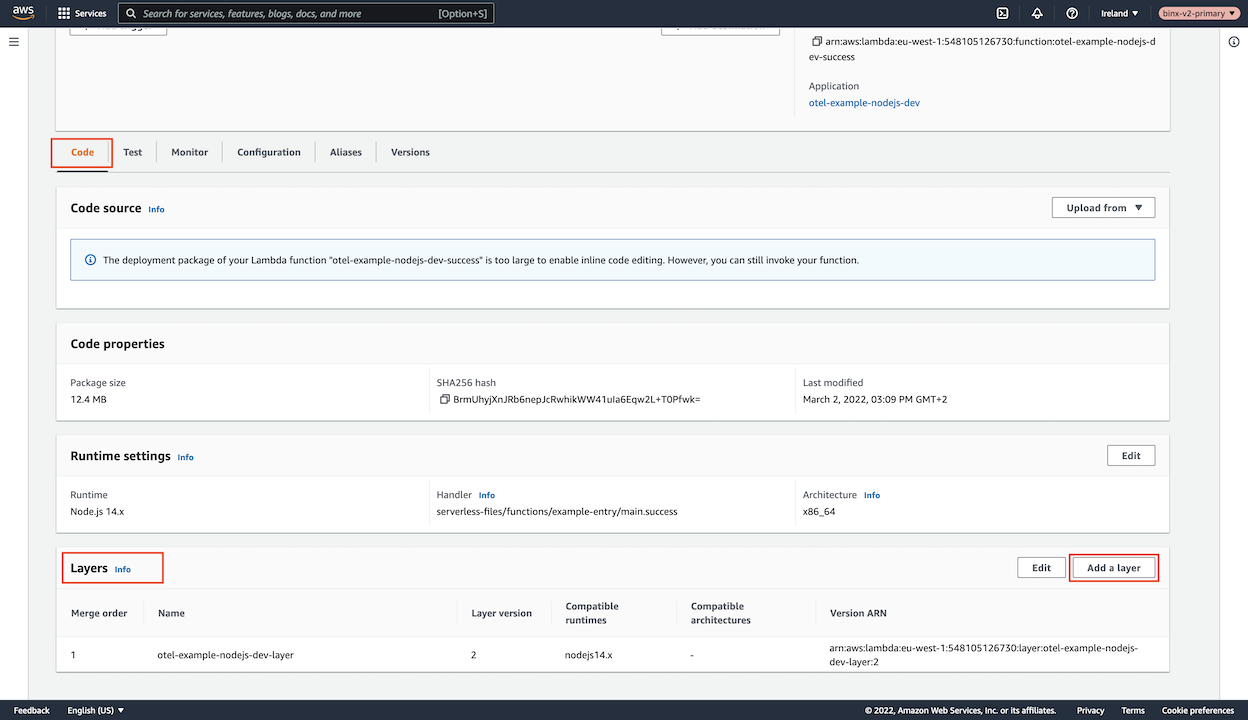 aws
Services
Search for services, features, blogs, docs, and more
[Option+S]
Ireland
binx-v2-primary
arn:aws:lambda:eu-west-1:548105126730:function:otel-example-nodejs-d
ev-success
Application
otel-example-nodejs-dev
Code
Test
Monitor
Configuration
Aliases
Versions
Code source Info
Upload from
The deployment package of your Lambda function "otel-example-nodejs-dev-success" is too large to enable inline code editing. However, you can still invoke your function.
Code properties
Package size
12.4 MB
SHA256 hash
BrmUhyjXnJRb6nepJcRwhikWW41uIa6Eqw2L+T0Pfwk=
Last modified
March 2, 2022, 03:09 PM GMT+2
Runtime settings Info
Edit
Runtime
Node.js 14.x
Handler Info
serverless-files/functions/example-entry/main.success
Architecture Info
x86_64
Layers Info
Edit
Add a layer
Merge order
Name
Layer version
Compatible
runtimes
Compatible
architectures
Version ARN
1
otel-example-nodejs-dev-layer
2
nodejs14.x
-
arn:aws:lambda:eu-west-1:548105126730:layer:otel-example-nodejs-
dev-layer:2
Feedback
English (US)
© 2022, Amazon Web Services, Inc. or its affiliates.
Privacy
Terms
Cookie preferences